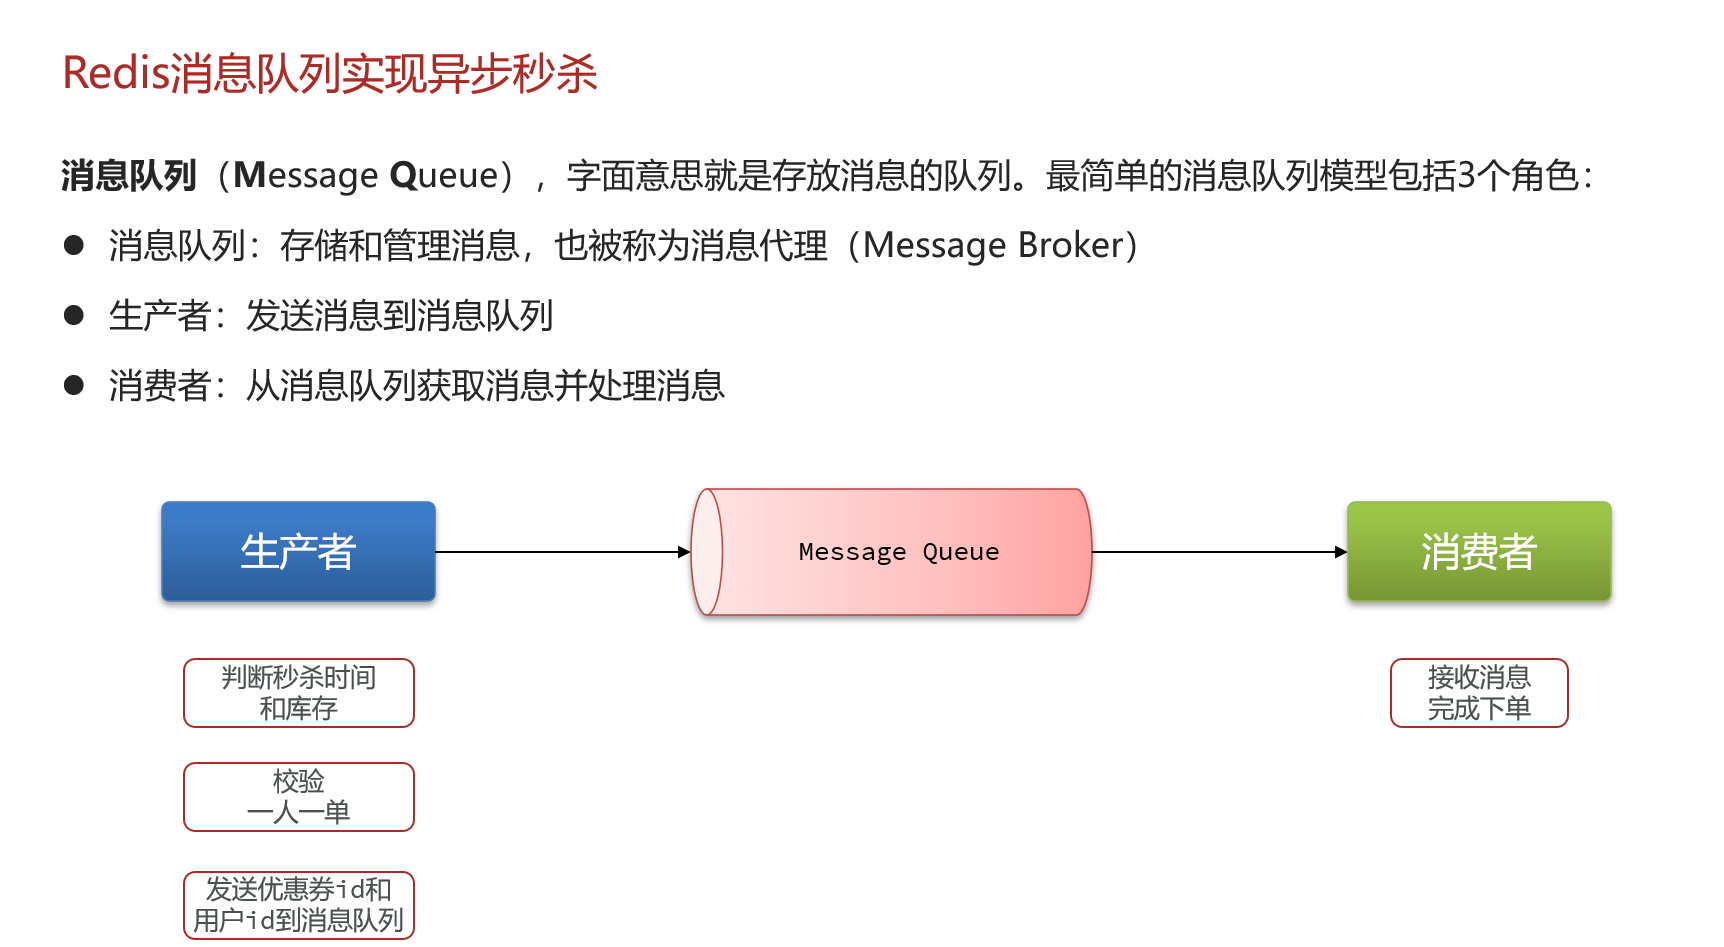 Redis消息队列实现异步秒杀
消息队列（Message Queue），字面意思就是存放消息的队列。最简单的消息队列模型包括3个角色：
消息队列：存储和管理消息，也被称为消息代理（Message Broker）
生产者：发送消息到消息队列
消费者：从消息队列获取消息并处理消息
生产者
Message Queue
消费者
判断秒杀时间
和库存
接收消息
完成下单
校验
一人一单
发送优惠券id和
用户id到消息队列